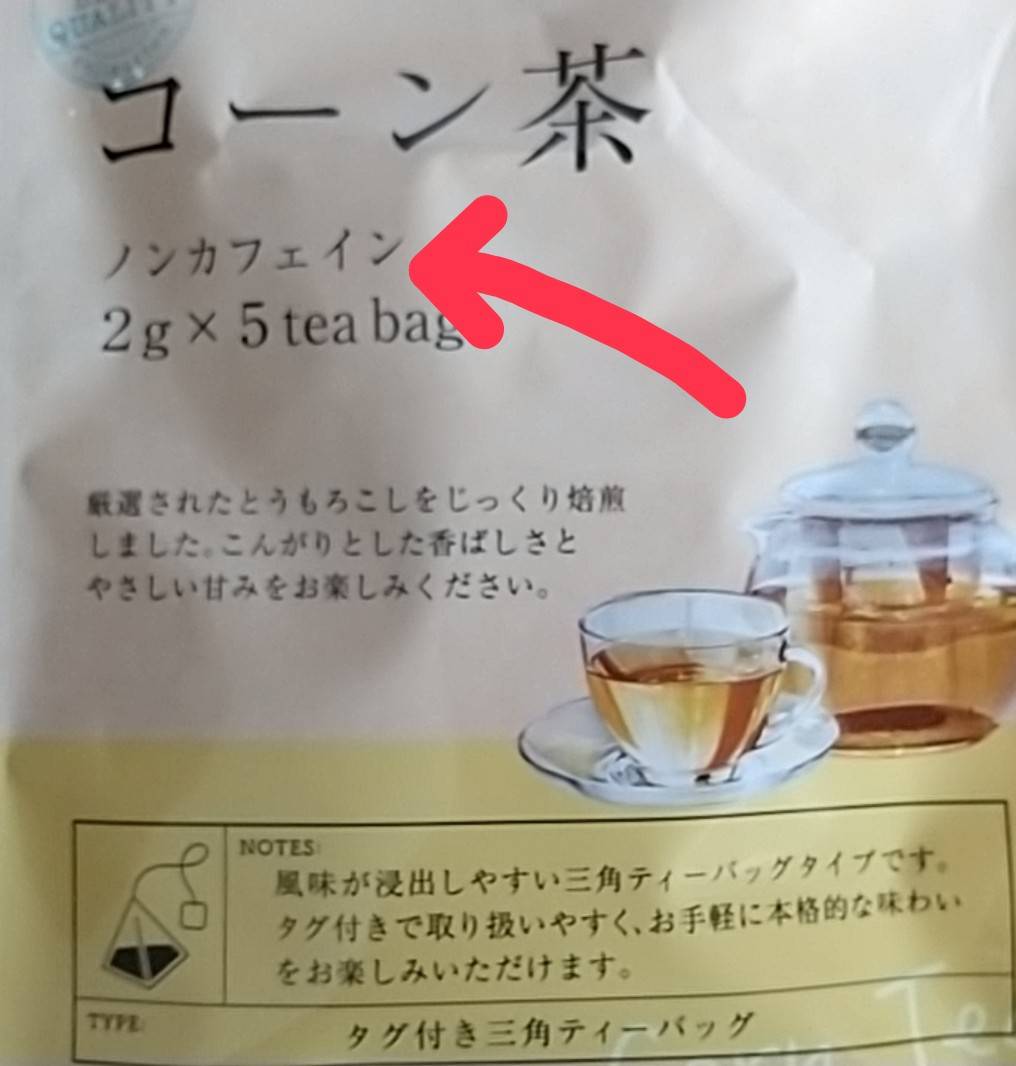 QUALITY
コーン茶
ノンカフェイン
2g×5 tea bag
厳選されたとうもろこしをじっくり焙煎
しました。こんがりとした香ばしさと
やさしい甘みをお楽しみください。
NOTES:
風味が浸出しやすい三角ティーバッグタイプです。
タグ付きで取り扱いやすく、お手軽に本格的な味わい
をお楽しみいただけます。
TYPE:
タグ付き三角ティーバッグ